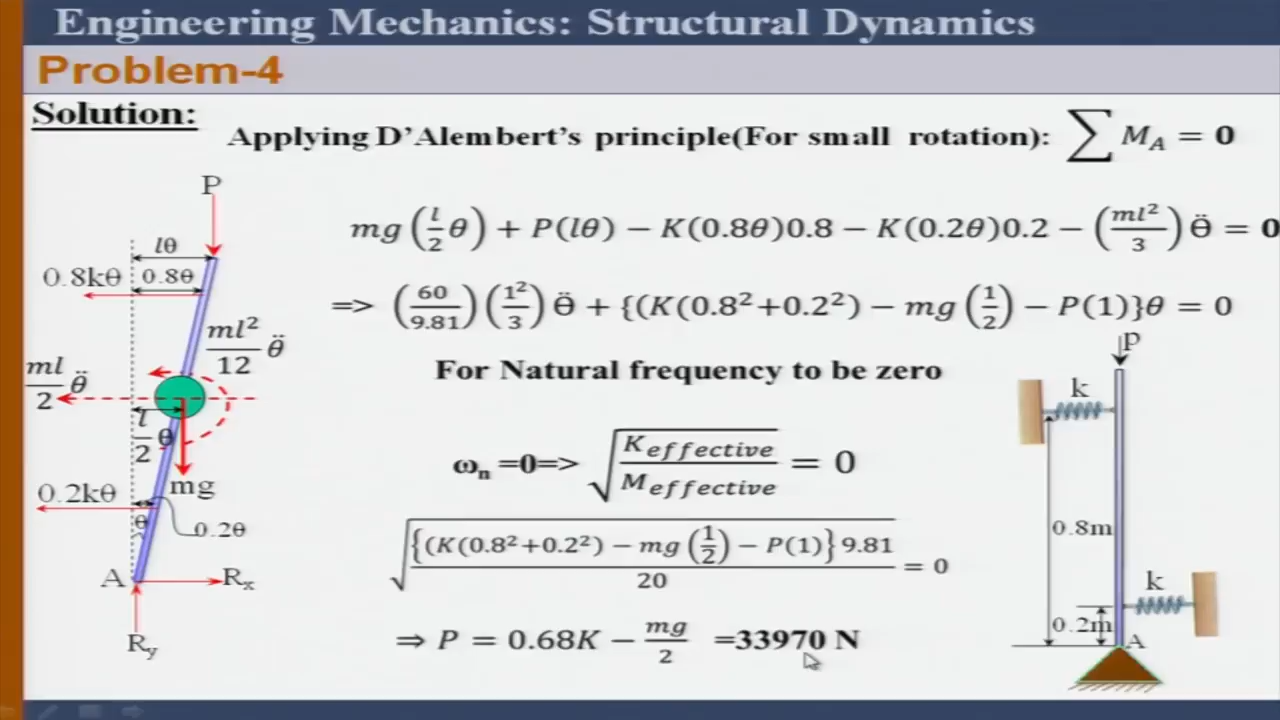 Engineering Mechanics: Structural Dynamics
Problem-4
Solution:
Applying D'Alembert's principle(For small rotation): ∑ M_A = 0
mg (l/2 θ) + P(lθ) − K(0.8θ)0.8 − K(0.2θ)0.2 − (ml²/3) Θ̈ = 0
=> (60/9.81) (1²/3) Θ̈ + {(K(0.8²+0.2²) − mg (1/2) − P(1)}θ = 0
For Natural frequency to be zero
ωn =0=> √(K_effective/M_effective) = 0
√({(K(0.8²+0.2²) − mg (1/2) − P(1)} 9.81/20) = 0
⇒ P = 0.68K − mg/2 =33970 N
P
lθ
0.8kθ
0.8θ
ml²/12 θ̈
ml/2 θ̈
l/2 θ
mg
0.2kθ
θ
0.2θ
A
Rx
Ry
P
k
0.8m
k
0.2m
A